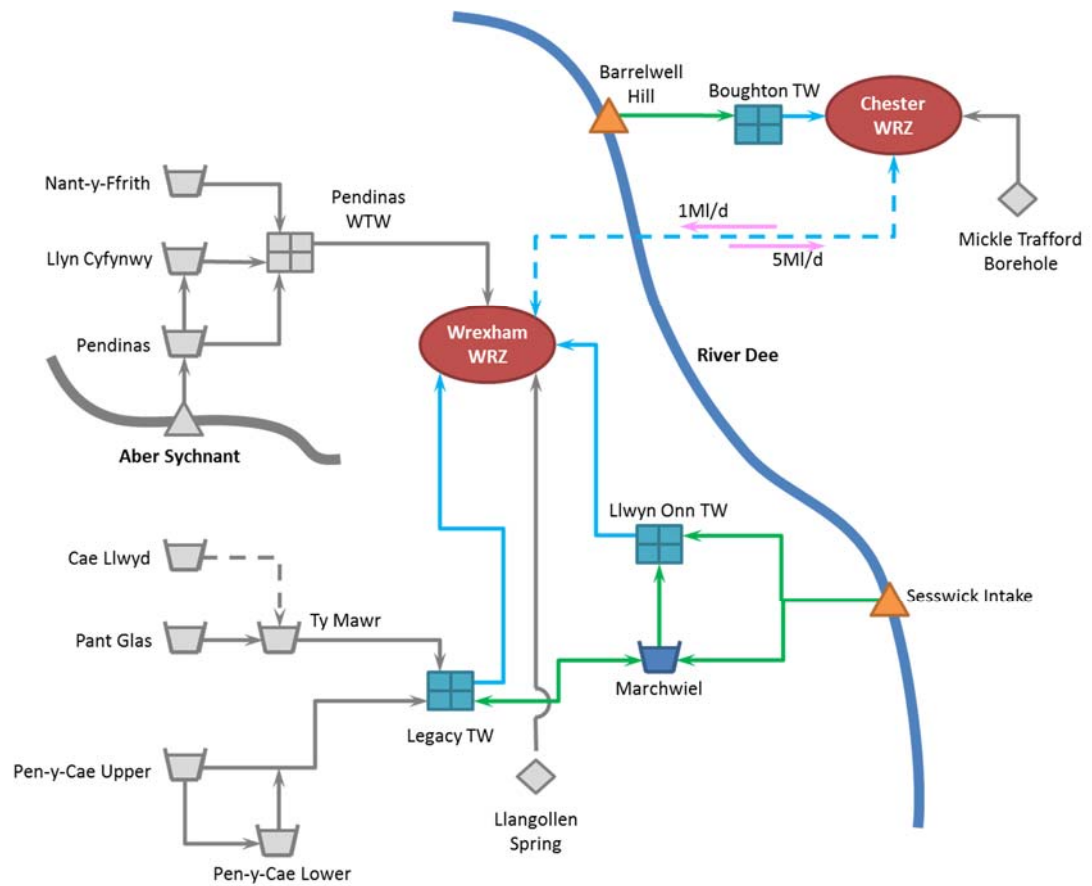 Barrelwell
Hill
Boughton TW
Chester
WRZ
Nant-y-Ffrith
Pendinas
WTW
1Ml/d
5Ml/d
Mickle Trafford
Borehole
Llyn Cyfynwy
Pendinas
Wrexham
WRZ
River Dee
Aber Sychnant
Llwyn Onn TW
Cae Llwyd
Sesswick Intake
Ty Mawr
Pant Glas
Marchwiel
Legacy TW
Pen-y-Cae Upper
Llangollen
Spring
Pen-y-Cae Lower